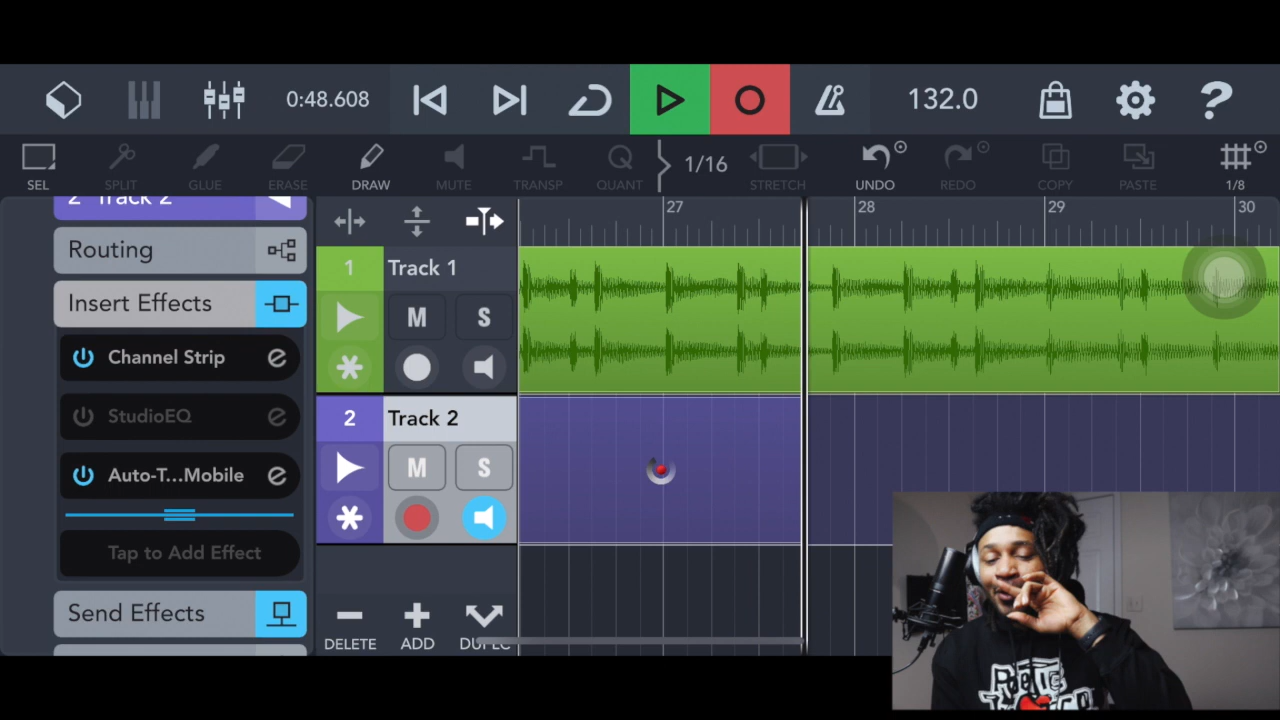 0:48.608
132.0
SEL
SPLIT
GLUE
ERASE
DRAW
MUTE
TRANSP
Q
QUANT
1/16
STRETCH
UNDO
REDO
COPY
PASTE
1/8
2 Track 2
Routing
Insert Effects
Channel Strip
StudioEQ
Auto-T...Mobile
Tap to Add Effect
Send Effects
27
28
29
30
1
Track 1
M
S
2
Track 2
M
S
DELETE
ADD
DUPLC